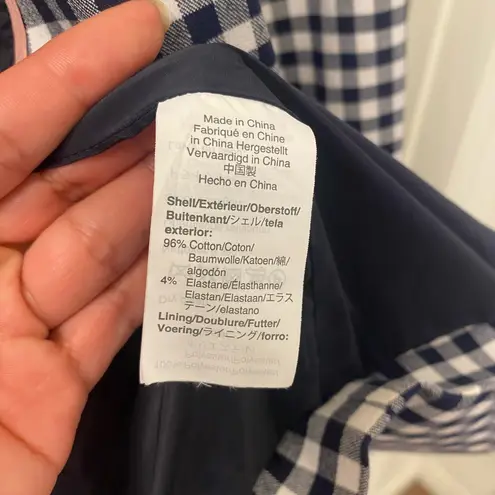 Made in China
Fabriqué en Chine
in China Hergestellt
Vervaardigd in China
中国製
Hecho en China
Shell/Extérieur/Oberstoff/
Buitenkant/シェル/tela
exterior:
96% Cotton/Coton/
Baumwolle/Katoen/綿/
algodón
4% Elastane/Élasthanne/
Elastan/Elastaan/エラス
テーン/elastano
Lining/Doublure/Futter/
Voering/ライニング/forro: